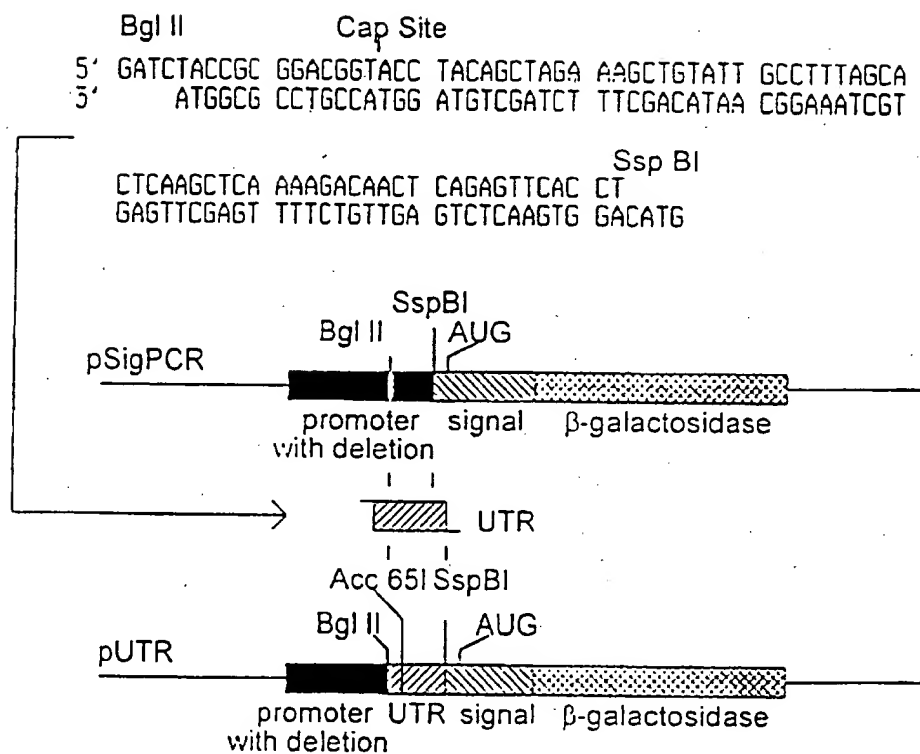 Bgl II Cap Site
5' GATCTACCGC GGACGGTACC TACAGCTAGA AAGCTGTATT GCCTTTAGCA
3' ATGGCG CCTGCCATGG ATGTCGATCT TTCGACATAA CGGAAATCGT
Ssp BI
CTCAAGCTCA AAAGACAACT CAGAGTTCAC CT
GAGTTCGAGT TTTCTGTTGA GTCTCAAGTG GACATG
SspBI
Bgl II AUG
pSigPCR
promoter signal β-galactosidase
with deletion
UTR
Acc 65I SspBI
Bgl II AUG
pUTR
promoter UTR signal β-galactosidase
with deletion